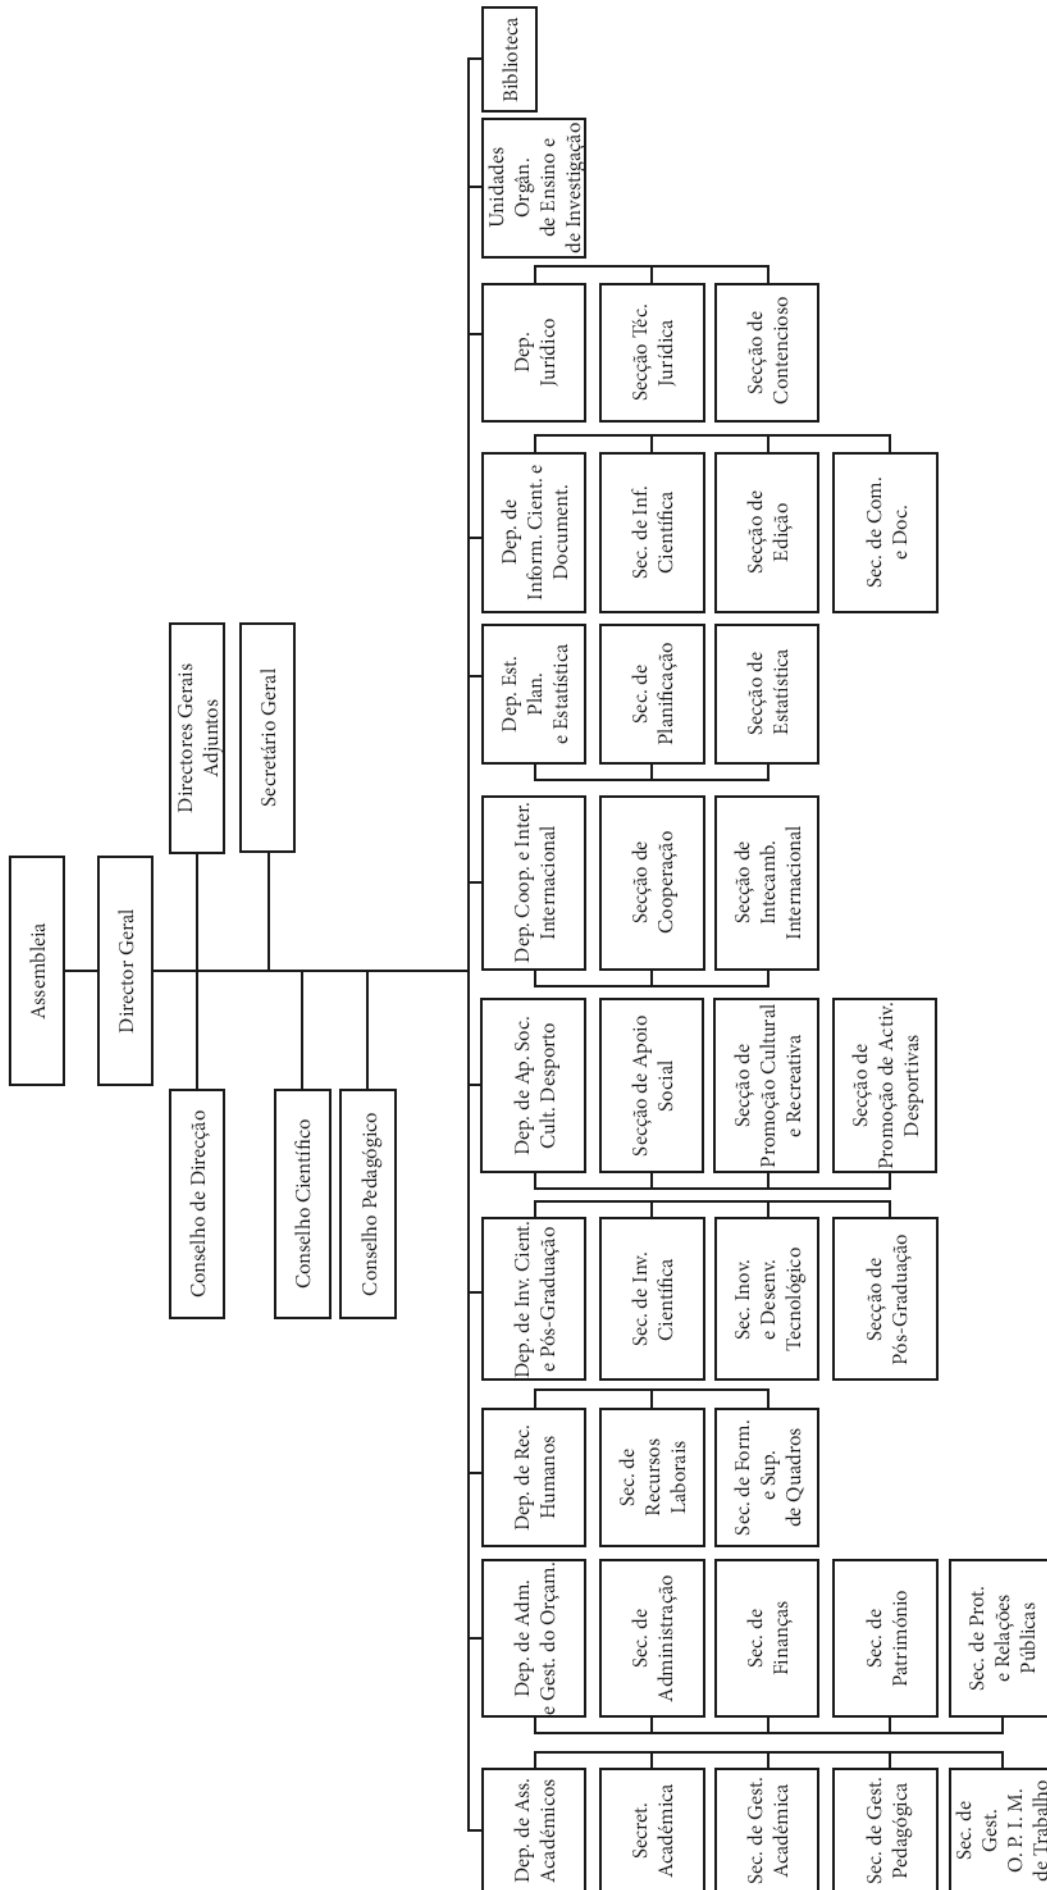 Assembleia
Director Geral
Directores Gerais
Adjuntos
Conselho de Direcção
Secretário Geral
Conselho Científico
Conselho Pedagógico
Dep. de Ass.
Académicos
Secret.
Académica
Sec. de Gest.
Académica
Sec. de Gest.
Pedagógica
Sec. de
Gest.
O. P. I. M.
de Trabalho
Dep. de Adm.
e Gest. do Orçam.
Sec. de
Administração
Sec. de
Finanças
Sec. de
Património
Sec. de Prot.
e Relações
Públicas
Dep. de Rec.
Humanos
Sec. de
Recursos
Laborais
Sec. de Form.
e Sup.
de Quadros
Dep. de Inv. Cient.
e Pós-Graduação
Sec. de Inv.
Científica
Sec. Inov.
e Desenv.
Tecnológico
Secção de
Pós-Graduação
Dep. de Ap. Soc.
Cult. Desporto
Secção de Apoio
Social
Secção de
Promoção Cultural
e Recreativa
Secção de
Promoção de Activ.
Desportivas
Dep. Coop. e Inter.
Internacional
Secção de
Cooperação
Secção de
Intecamb.
Internacional
Dep. Est.
Plan.
e Estatística
Sec. de
Planificação
Secção de
Estatística
Dep. de
Inform. Cient. e
Document.
Sec. de Inf.
Científica
Secção de
Edição
Sec. de Com.
e Doc.
Dep.
Jurídico
Secção Téc.
Jurídica
Secção de
Contencioso
Unidades
Orgân.
de Ensino e
de Investigação
Biblioteca